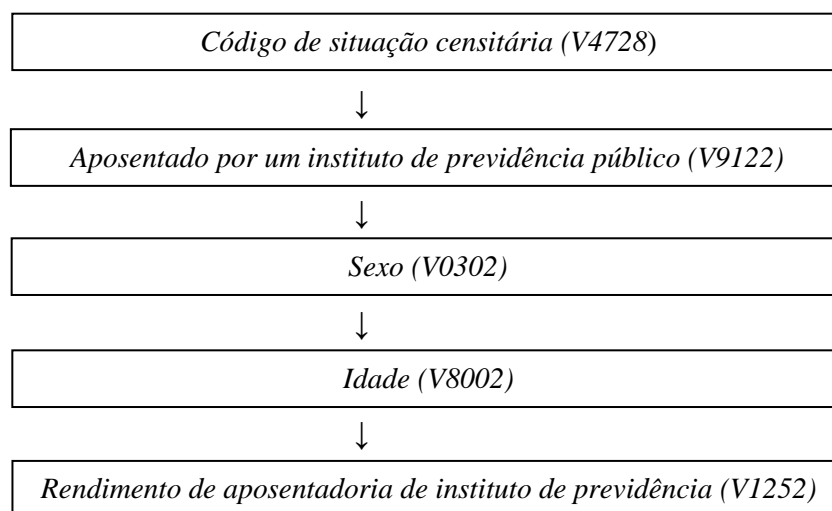 Código de situação censitária (V4728)
↓
Aposentado por um instituto de previdência público (V9122)
↓
Sexo (V0302)
↓
Idade (V8002)
↓
Rendimento de aposentadoria de instituto de previdência (V1252)